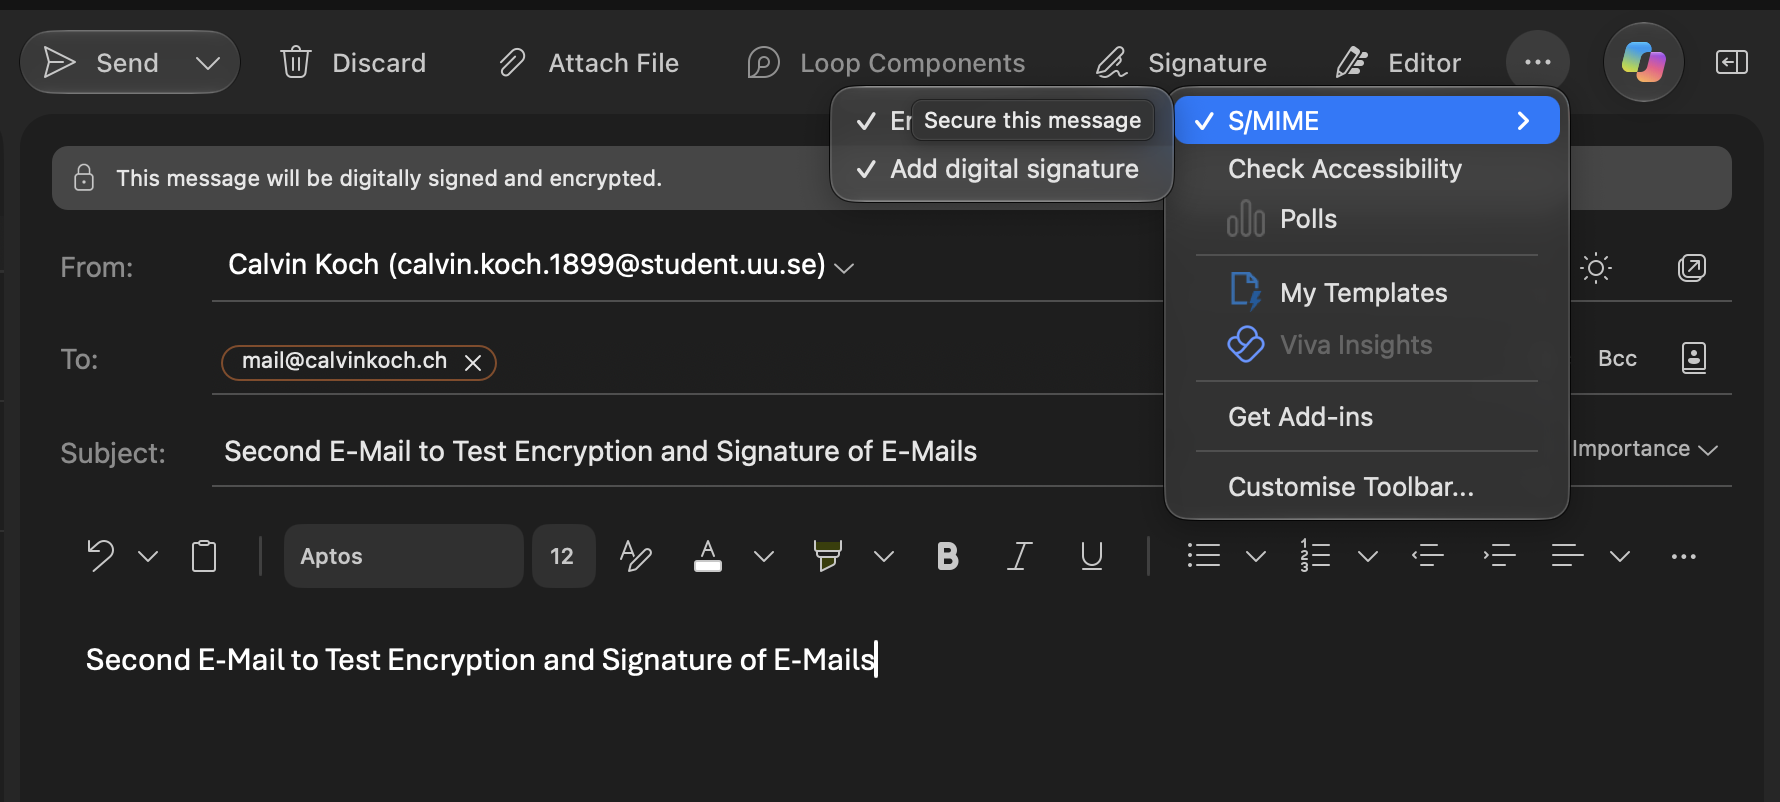 Send
Discard
Attach File
Loop Components
Signature
Editor
Secure this message
Add digital signature
S/MIME
Check Accessibility
Polls
My Templates
Viva Insights
Get Add-ins
Customise Toolbar...
This message will be digitally signed and encrypted.
From: Calvin Koch (calvin.koch.1899@student.uu.se)
To: mail@calvinkoch.ch
Bcc
Subject: Second E-Mail to Test Encryption and Signature of E-Mails
Importance
Aptos 12
Second E-Mail to Test Encryption and Signature of E-Mails